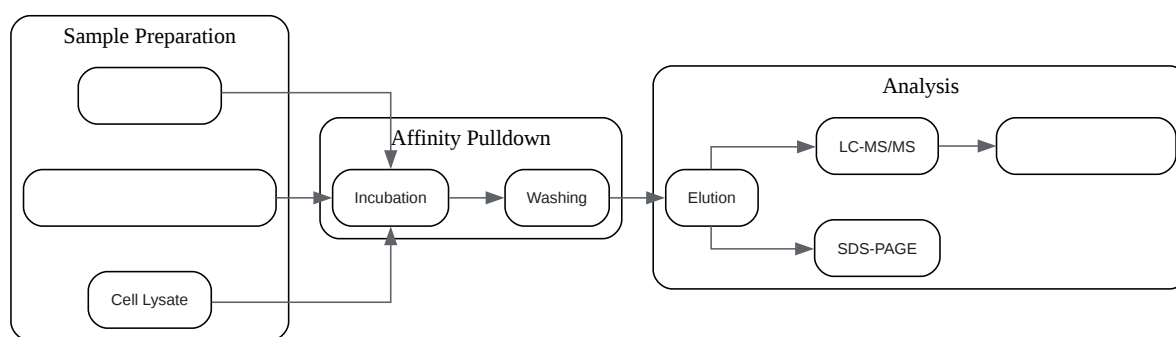 Sample Preparation
Cell Lysate
Affinity Pulldown
Incubation
Washing
Analysis
Elution
LC-MS/MS
SDS-PAGE